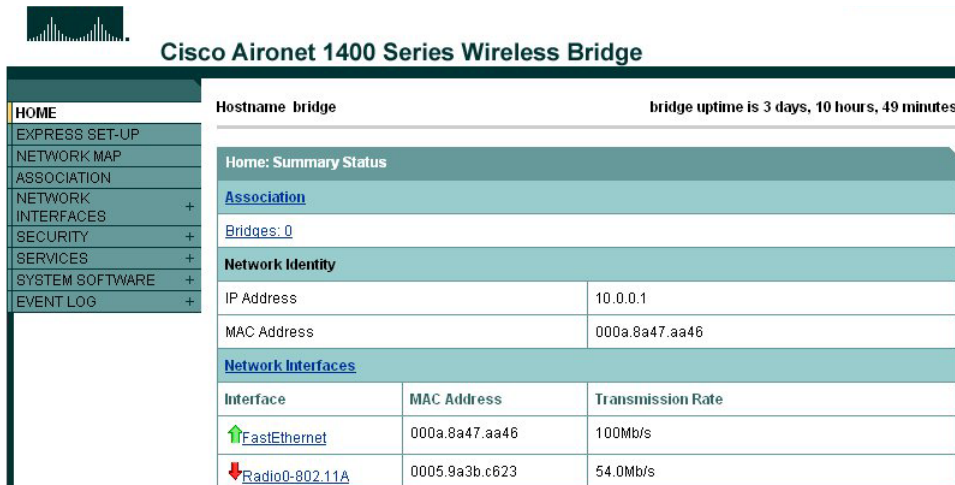 Cisco Aironet 1400 Series Wireless Bridge
HOME
EXPRESS SET-UP
NETWORK MAP
ASSOCIATION
NETWORK INTERFACES +
SECURITY +
SERVICES +
SYSTEM SOFTWARE +
EVENT LOG +
Hostname bridge
bridge uptime is 3 days, 10 hours, 49 minutes
Home: Summary Status
Association
Bridges: 0
Network Identity
IP Address 10.0.0.1
MAC Address 000a.8a47.aa46
Network Interfaces
Interface MAC Address Transmission Rate
FastEthernet 000a.8a47.aa46 100Mb/s
Radio0-802.11A 0005.9a3b.c623 54.0Mb/s